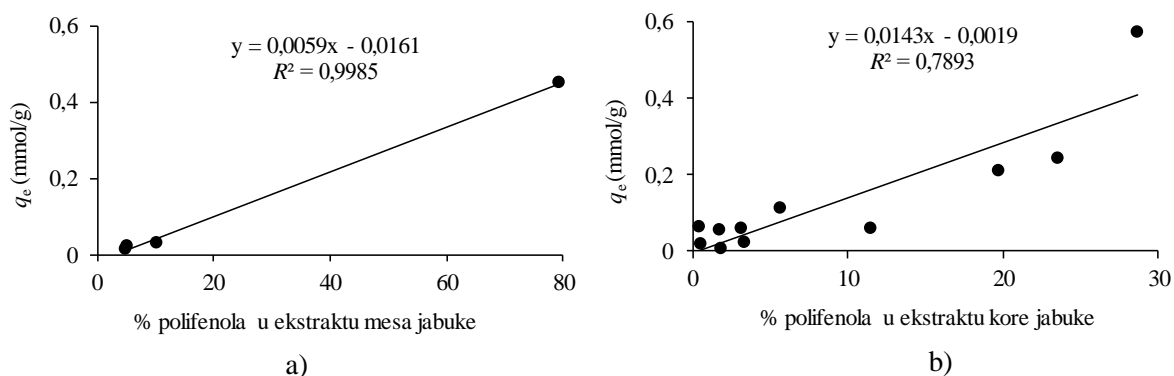 0,6
0,4
0,2
0
qₑ (mmol/g)
y = 0,0059x - 0,0161
R² = 0,9985
0 20 40 60 80
% polifenola u ekstraktu mesa jabuke
a)
0,6
0,4
0,2
0
qₑ (mmol/g)
y = 0,0143x - 0,0019
R² = 0,7893
0 10 20 30
% polifenola u ekstraktu kore jabuke
b)